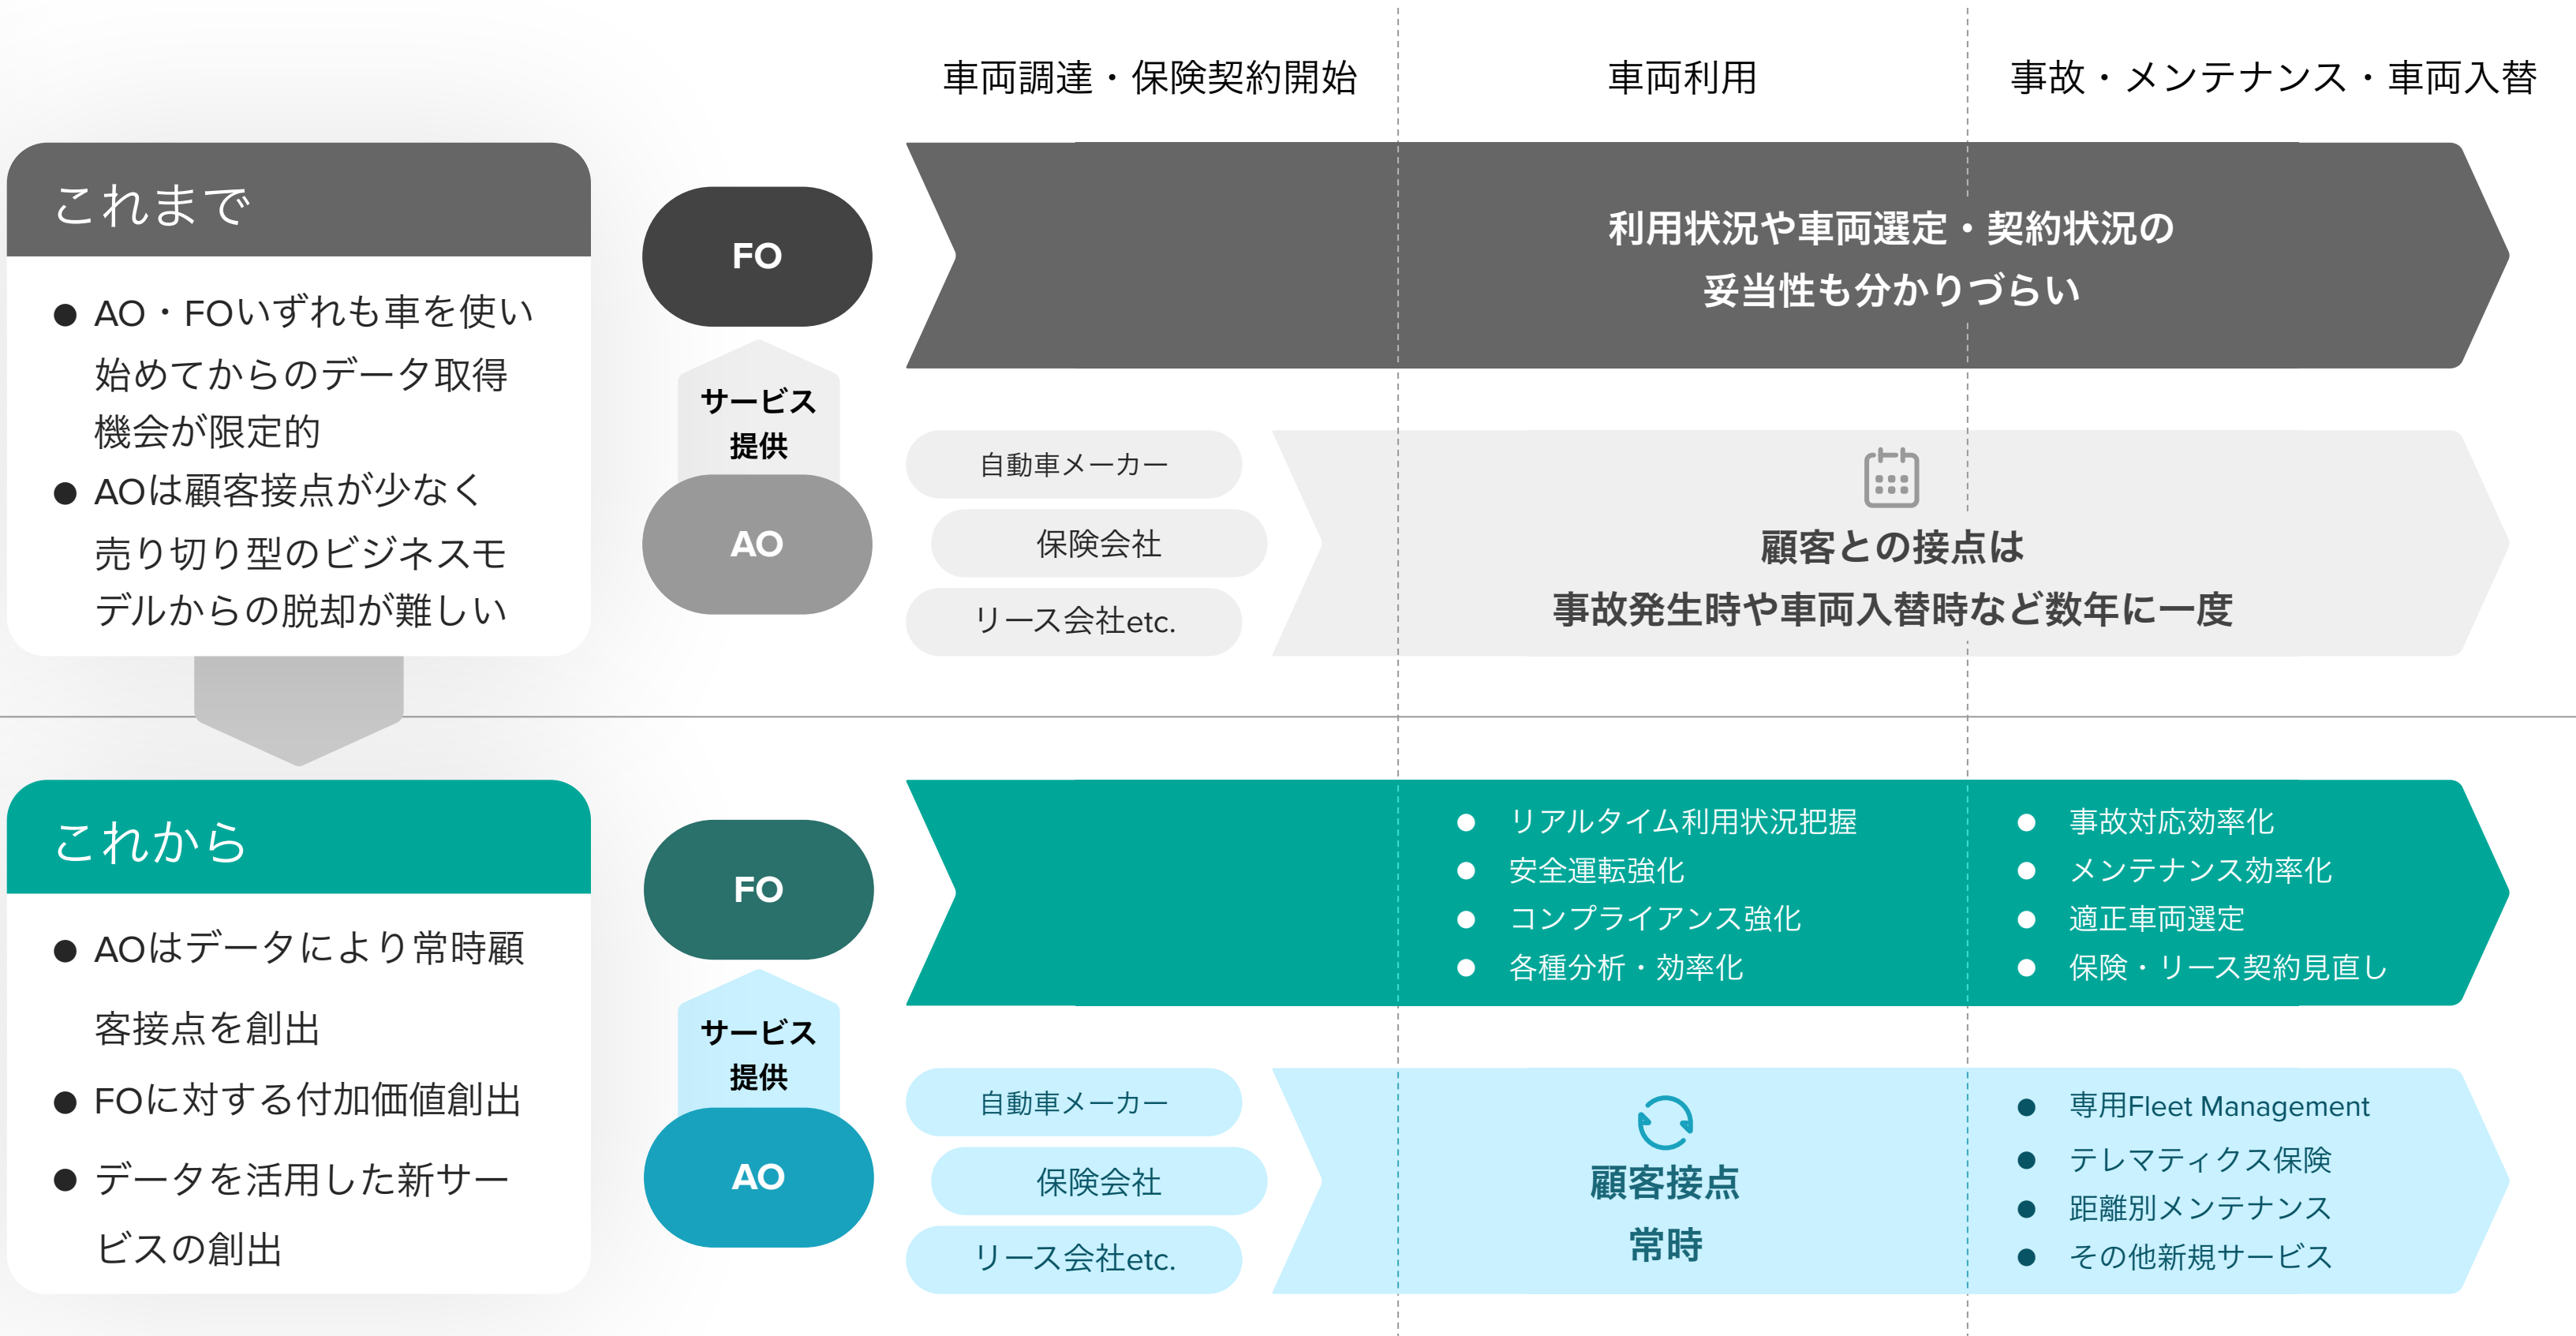 車両調達・保険契約開始
車両利用
事故・メンテナンス・車両入替
これまで
● AO・FOいずれも車を使い
始めてからのデータ取得
機会が限定的
● AOは顧客接点が少なく
売り切り型のビジネスモ
デルからの脱却が難しい
FO
サービス
提供
AO
利用状況や車両選定・契約状況の
妥当性も分かりづらい
自動車メーカー
保険会社
リース会社etc.
顧客との接点は
事故発生時や車両入替時など数年に一度
これから
● AOはデータにより常時顧
客接点を創出
● FOに対する付加価値創出
● データを活用した新サー
ビスの創出
FO
サービス
提供
AO
● リアルタイム利用状況把握
● 安全運転強化
● コンプライアンス強化
● 各種分析・効率化
● 事故対応効率化
● メンテナンス効率化
● 適正車両選定
● 保険・リース契約見直し
自動車メーカー
保険会社
リース会社etc.
顧客接点
常時
● 専用Fleet Management
● テレマティクス保険
● 距離別メンテナンス
● その他新規サービス